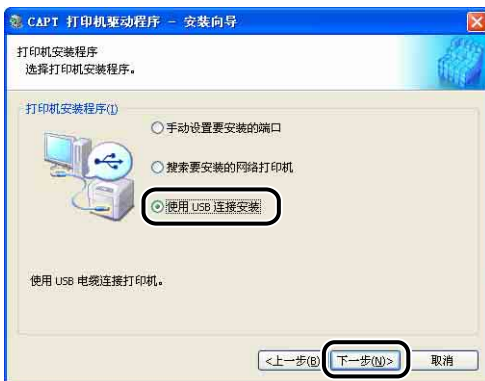 CAPT 打印机驱动程序 - 安装向导
打印机安装程序
选择打印机安装程序。
打印机安装程序(I)
手动设置要安装的端口
搜索要安装的网络打印机
使用 USB 连接安装
使用 USB 电缆连接打印机。
<上一步(B) 下一步(N)> 取消